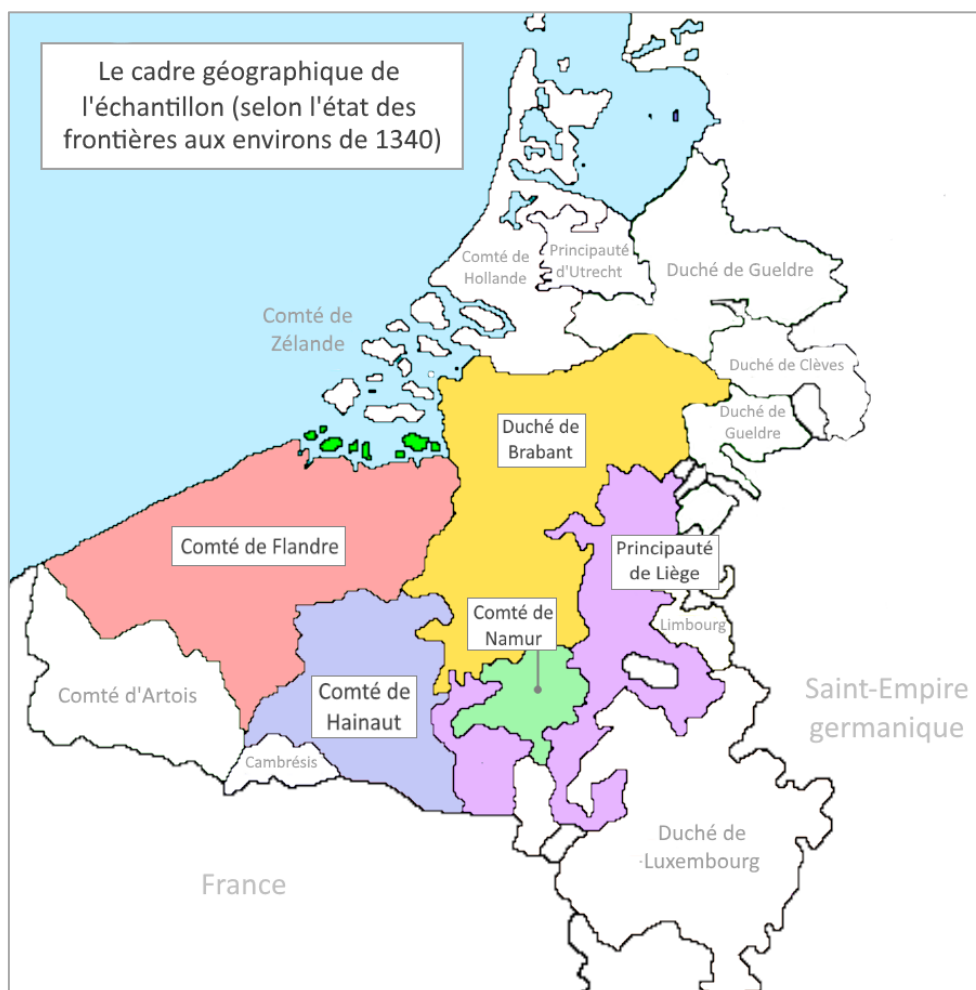 Le cadre géographique de
l'échantillon (selon l'état des
frontières aux environs de 1340)
Comté de
Hollande
Principauté
d'Utrecht
Duché de Gueldre
Comté de
Zélande
Duché de Clèves
Duché de
Gueldre
Duché de
Brabant
Comté de Flandre
Principauté
de Liège
Comté de
Namur
Limbourg
Comté d'Artois
Comté de
Hainaut
Saint-Empire
germanique
Cambrésis
Duché de
Luxembourg
France